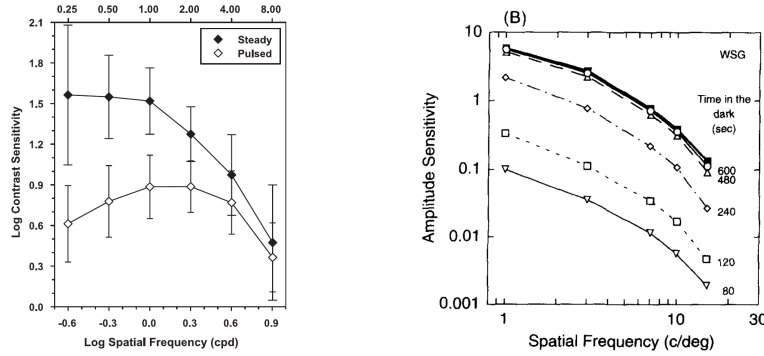 0.25 0.50 1.00 2.00 4.00 8.00
2.1
1.8
1.5
1.2
0.9
0.6
0.3
0.0
Log Contrast Sensitivity
Steady
Pulsed
-0.6 -0.3 0.0 0.3 0.6 0.9
Log Spatial Frequency (cpd)
(B)
10
1
0.1
0.01
0.001
Amplitude Sensitivity
WSG
Time in the
dark
(sec)
600
480
240
120
80
1 10 30
Spatial Frequency (c/deg)